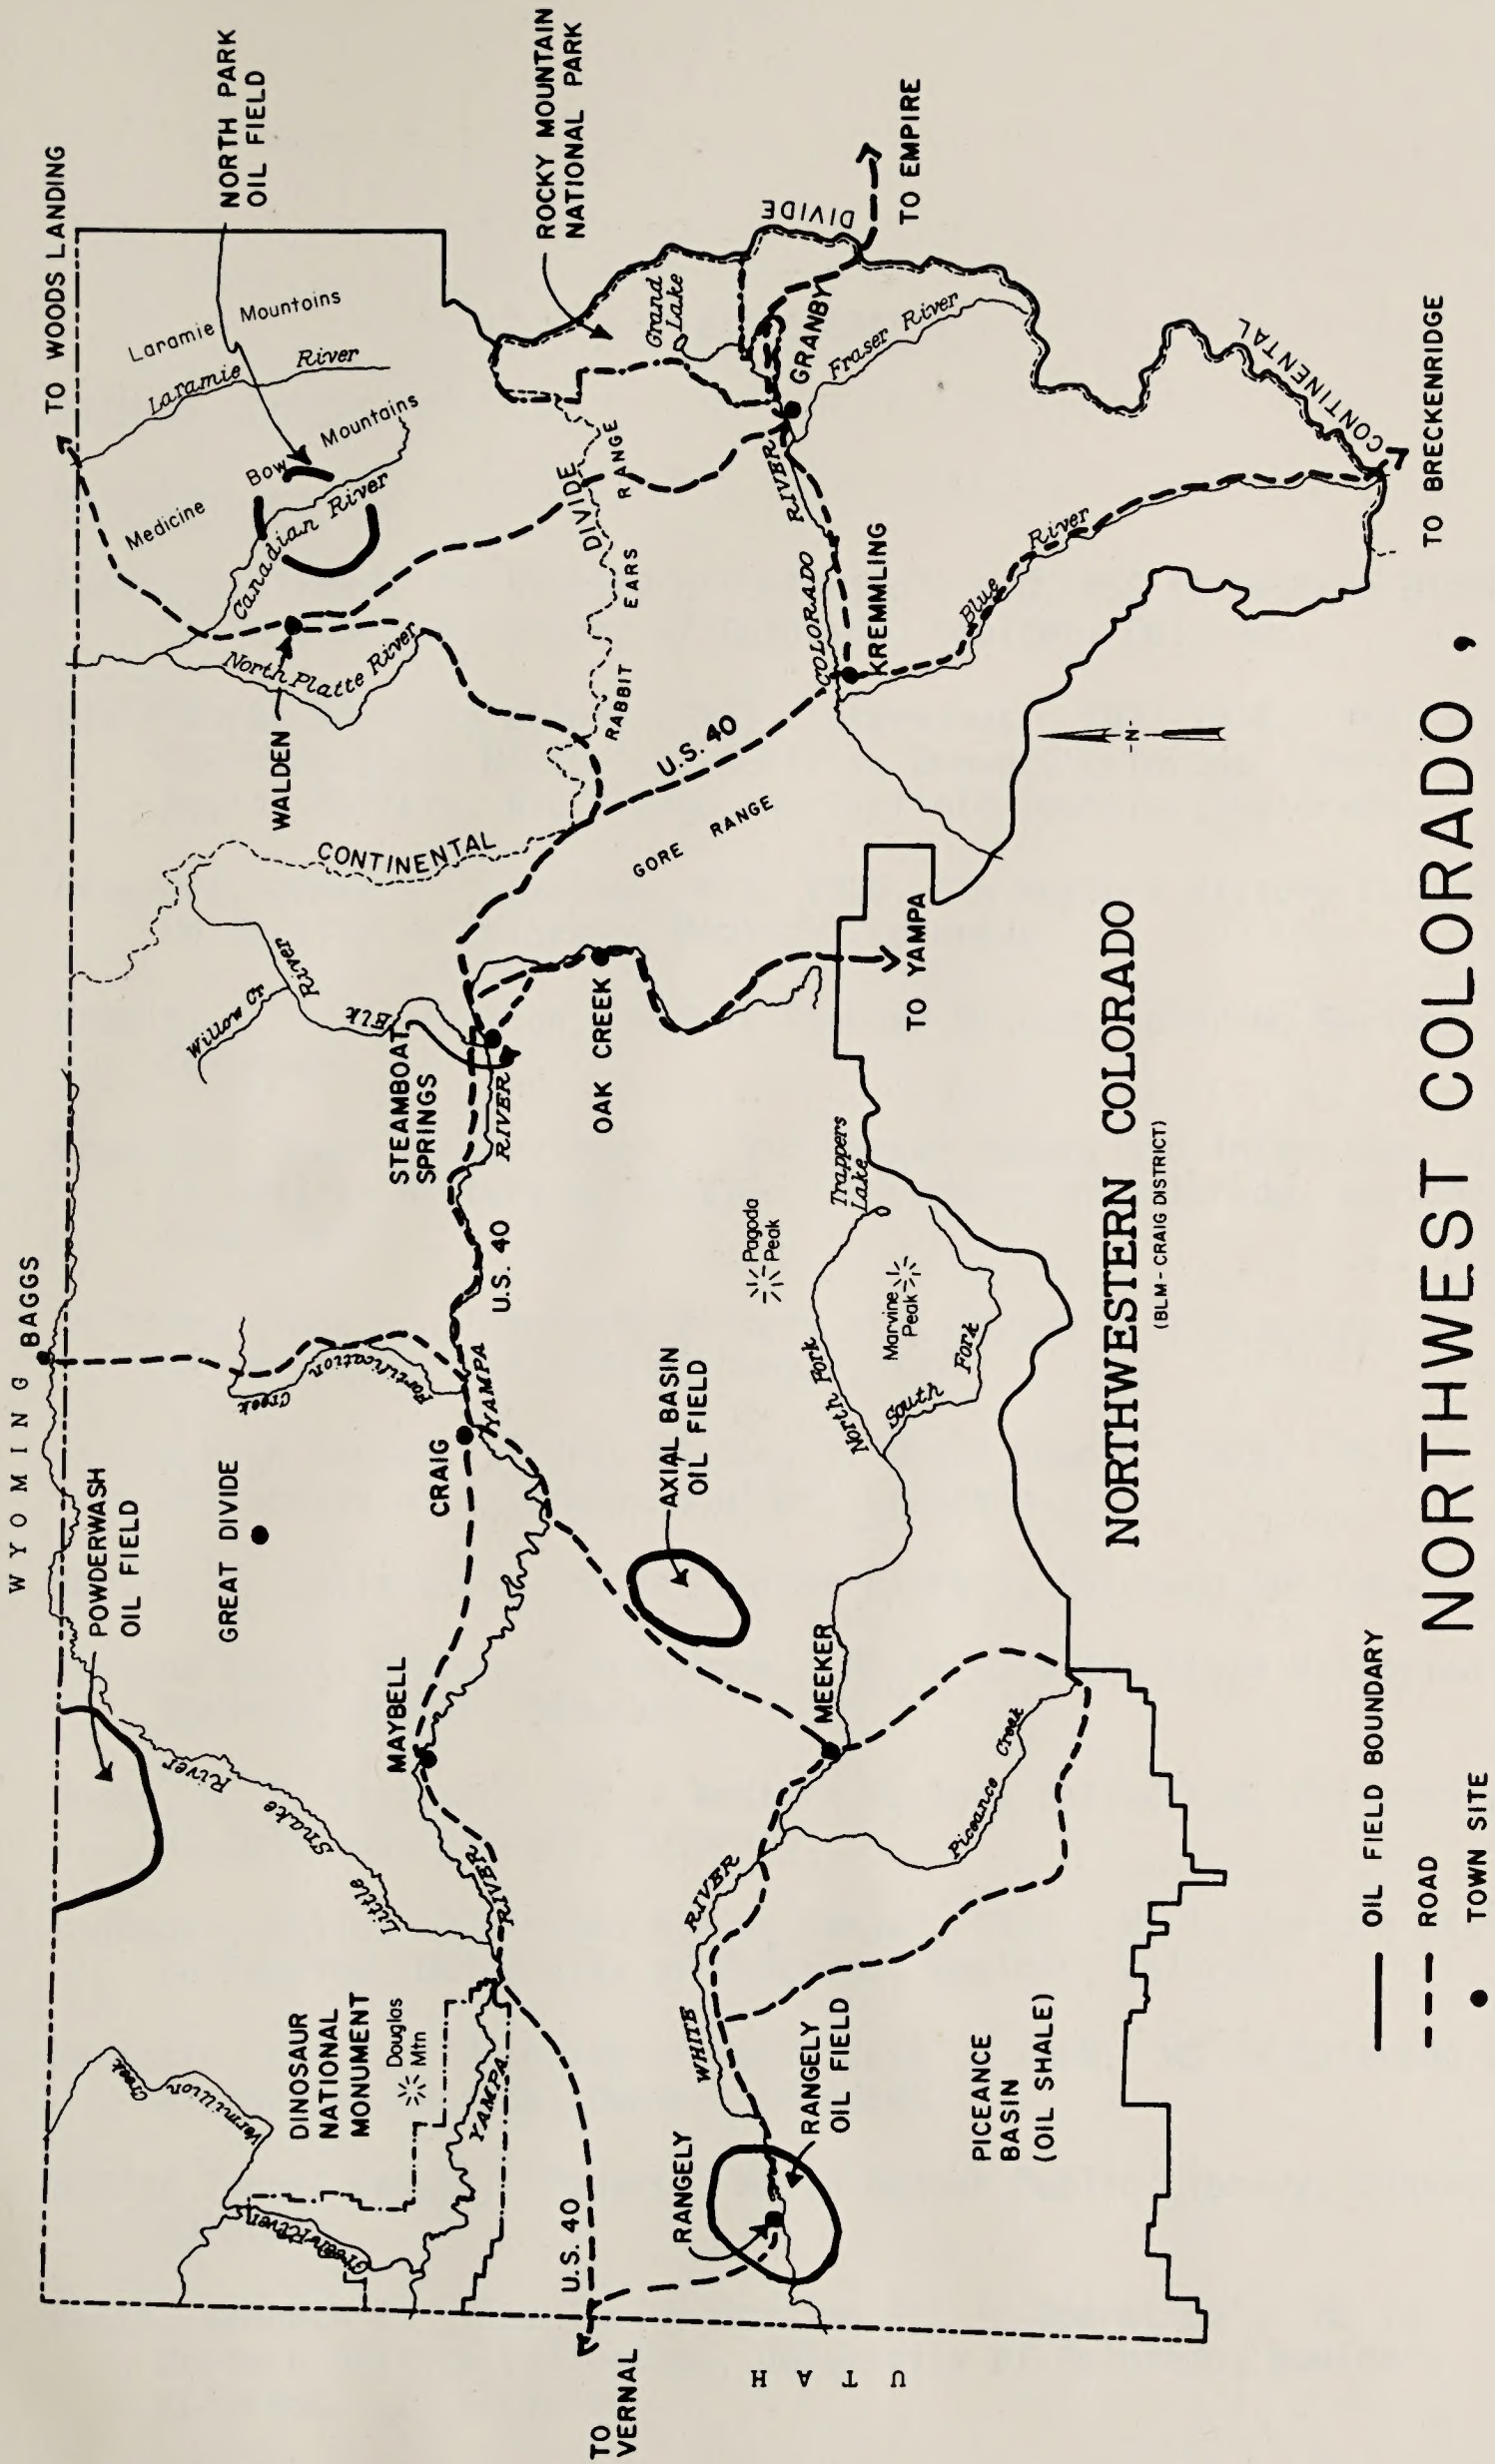 WYOMING
BAGGS
TO WOODS LANDING
POWDERWASH
OIL FIELD
NORTH PARK
OIL FIELD
Laramie Mountains
Laramie River
Medicine Bow Mountains
Canadian River
North Platte River
WALDEN
CONTINENTAL
DIVIDE
RABBIT EARS RANGE
ROCKY MOUNTAIN
NATIONAL PARK
Grand
Lake
DIVIDE
TO EMPIRE
GRANBY
Fraser River
COLORADO RIVER
KREMMLING
Blue River
CONTINENTAL
TO BRECKENRIDGE
U.S. 40
GORE RANGE
Willow Cr
Elk River
STEAMBOAT
SPRINGS
RIVER
OAK CREEK
TO YAMPA
U.S. 40
YAMPA
Fortification
Creek
CRAIG
GREAT DIVIDE
Little Snake River
MAYBELL
RIVER
Vermillion
Creek
Green River
DINOSAUR
NATIONAL
MONUMENT
Douglas
Mtn
YAMPA
U.S. 40
TO
VERNAL
UTAH
AXIAL BASIN
OIL FIELD
Pagoda
Peak
Trappers
Lake
Marvine
Peak
North Fork
South Fork
MEEKER
Piceance Creek
WHITE RIVER
RANGELY
RANGELY
OIL FIELD
PICEANCE
BASIN
(OIL SHALE)
-N-
NORTHWESTERN COLORADO
(BLM-CRAIG DISTRICT)
OIL FIELD BOUNDARY
ROAD
TOWN SITE
NORTHWEST COLORADO,